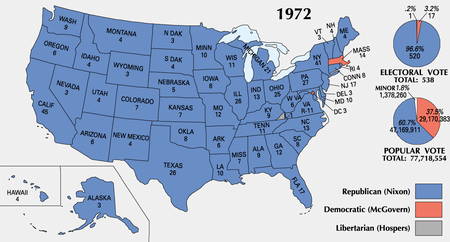 1972
WASH
9
OREGON
6
CALIF
45
NEVADA
3
IDAHO
4
MONTANA
4
WYOMING
3
UTAH
4
ARIZONA
6
COLORADO
7
NEW MEXICO
4
N DAK
3
S DAK
4
NEBRASKA
5
KANSAS
7
OKLA
8
TEXAS
26
MINN
10
IOWA
8
MO
12
ARK
6
LA
10
WIS
11
ILL
26
MICHIGAN 21
IND
13
OHIO
25
KY
9
TENN
11
MISS
7
ALA
9
GA
12
FLA 17
SC
8
NC
13
VA
R-11
W VA
6
PA
27
NY
41
VT
3
NH
4
ME
4
MASS
14
RI 4
CONN 8
NJ 17
DEL 3
MD 10
DC 3
HAWAII
4
ALASKA
3
.2%
1
3.2%
17
96.6%
520
ELECTORAL VOTE
TOTAL: 538
MINOR 1.8%
1,378,260
37.5%
29,170,383
60.7%
47,169,911
POPULAR VOTE
TOTAL: 77,718,554
Republican (Nixon)
Democratic (McGovern)
Libertarian (Hospers)